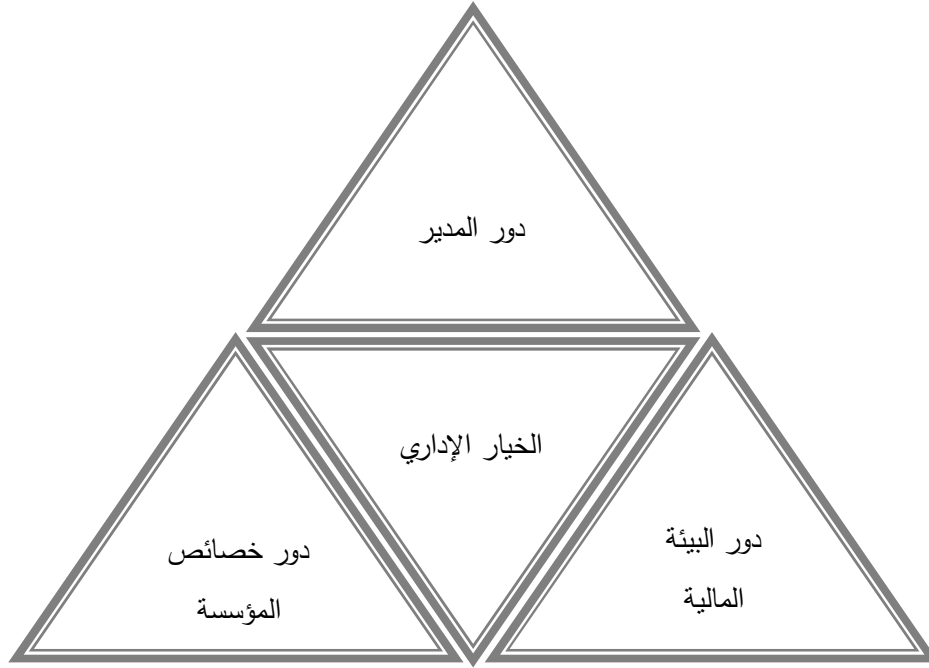 دور المدير
الخيار الإداري
دور البيئة
المالية
دور خصائص
المؤسسة